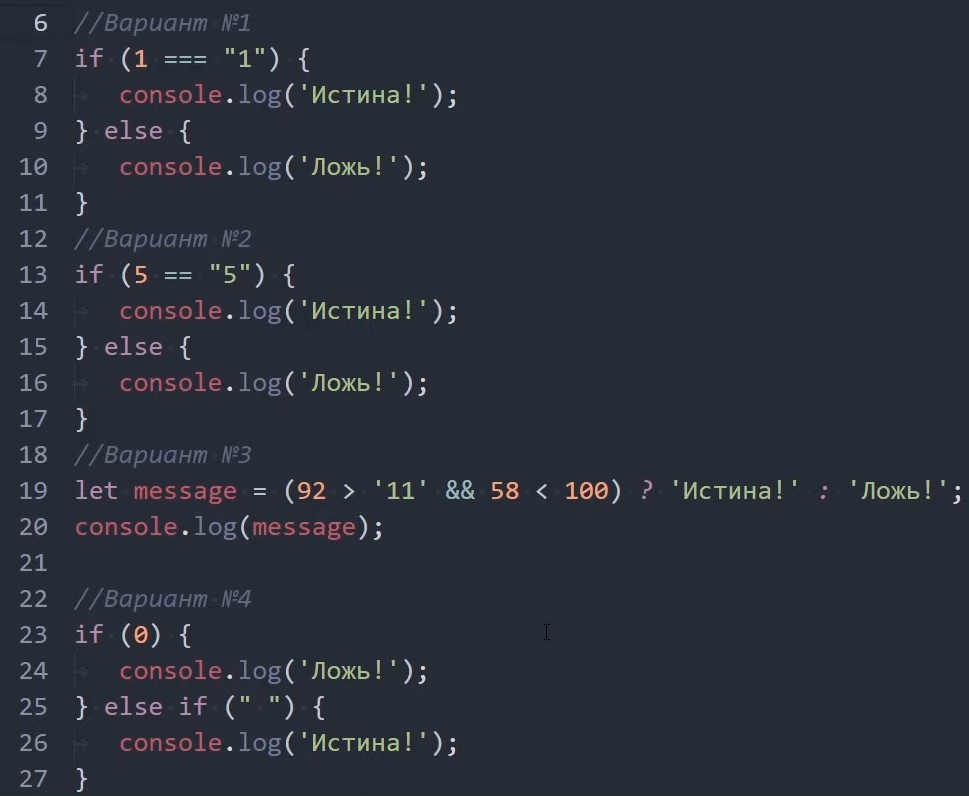 6 //Вариант №1
7 if (1 === "1") {
8 console.log('Истина!');
9 } else {
10 console.log('Ложь!');
11 }
12 //Вариант №2
13 if (5 == "5") {
14 console.log('Истина!');
15 } else {
16 console.log('Ложь!');
17 }
18 //Вариант №3
19 let message = (92 > '11' && 58 < 100) ? 'Истина!' : 'Ложь!';
20 console.log(message);
21
22 //Вариант №4
23 if (0) {
24 console.log('Ложь!');
25 } else if (" ") {
26 console.log('Истина!');
27 }